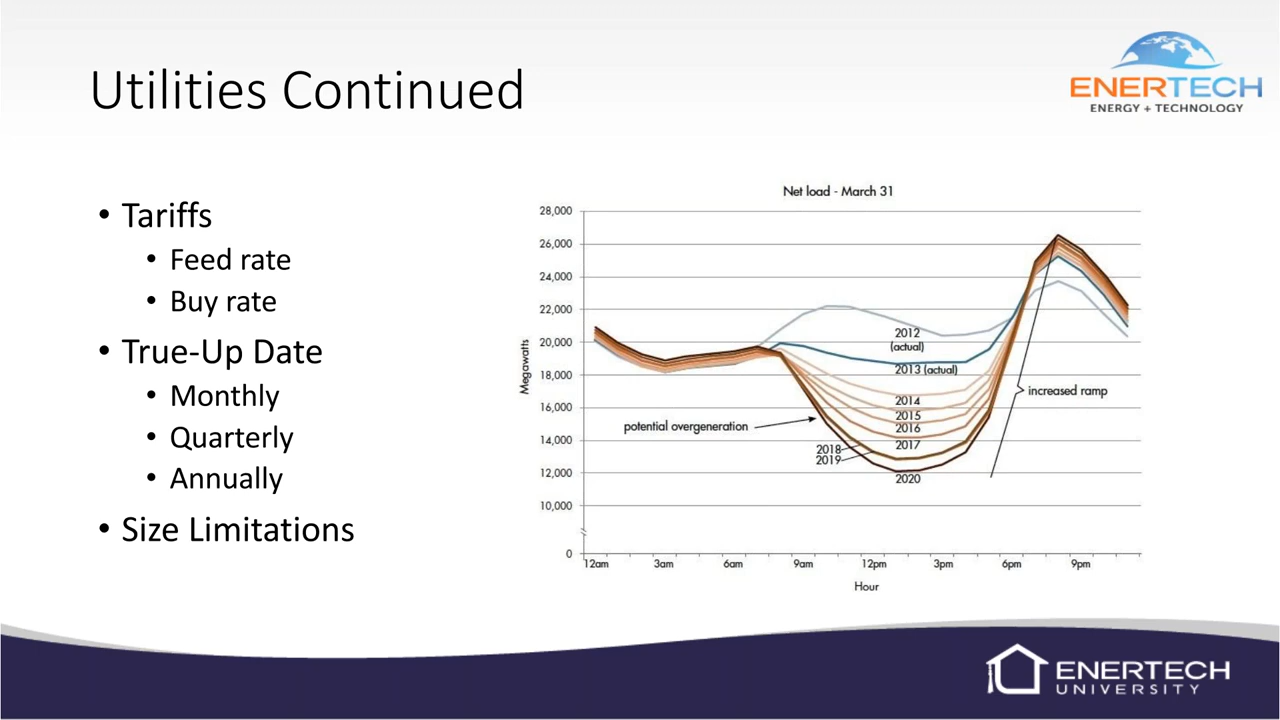 Utilities Continued
ENERTECH
ENERGY + TECHNOLOGY
• Tariffs
• Feed rate
• Buy rate
• True-Up Date
• Monthly
• Quarterly
• Annually
• Size Limitations
Net load - March 31
28,000
26,000
24,000
22,000
20,000
18,000
16,000
14,000
12,000
10,000
0
Megawatts
2012
(actual)
2013 (actual)
2014
2015
2016
2017
2018
2019
2020
potential overgeneration
increased ramp
12am 3am 6am 9am 12pm 3pm 6pm 9pm
Hour
ENERTECH
UNIVERSITY